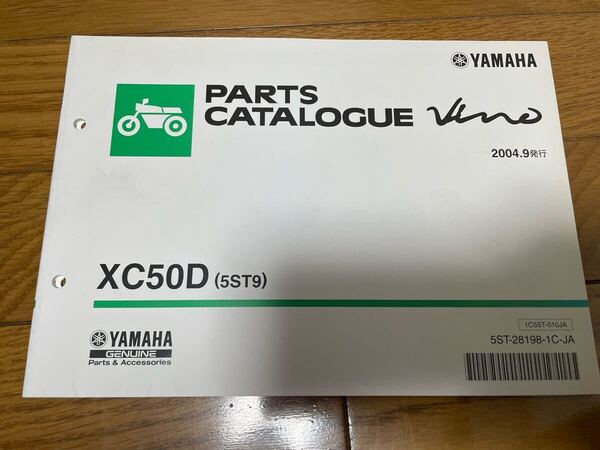 YAMAHA
PARTS
CATALOGUE Vino
2004.9発行
XC50D (5ST9)
1C5ST-010JA
5ST-28198-1C-JA
YAMAHA
GENUINE
Parts & Accessories